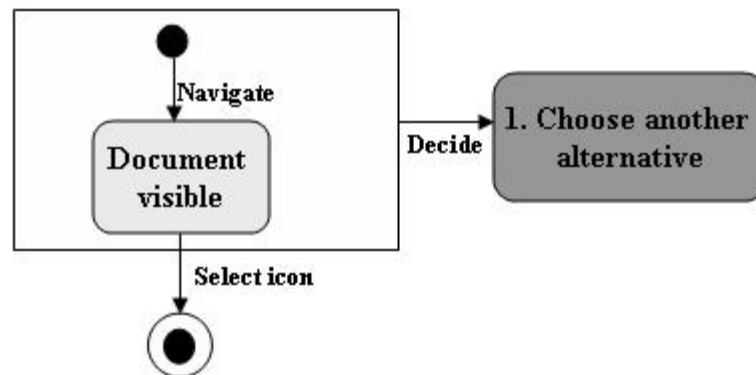 Navigate
Document
visible
Decide
1. Choose another
alternative
Select icon